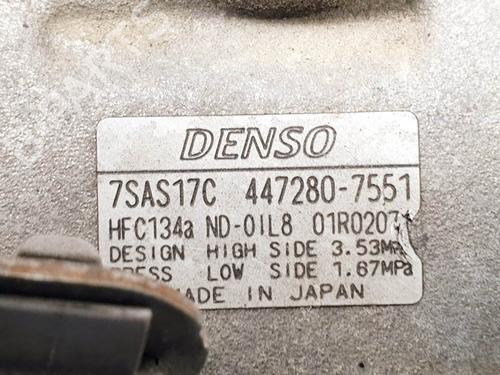 DENSO
7SAS17C 447280-7551
HFC134a ND-OIL8 01R0207
DESIGN HIGH SIDE 3.53MPa
PRESS LOW SIDE 1.67MPa
MADE IN JAPAN